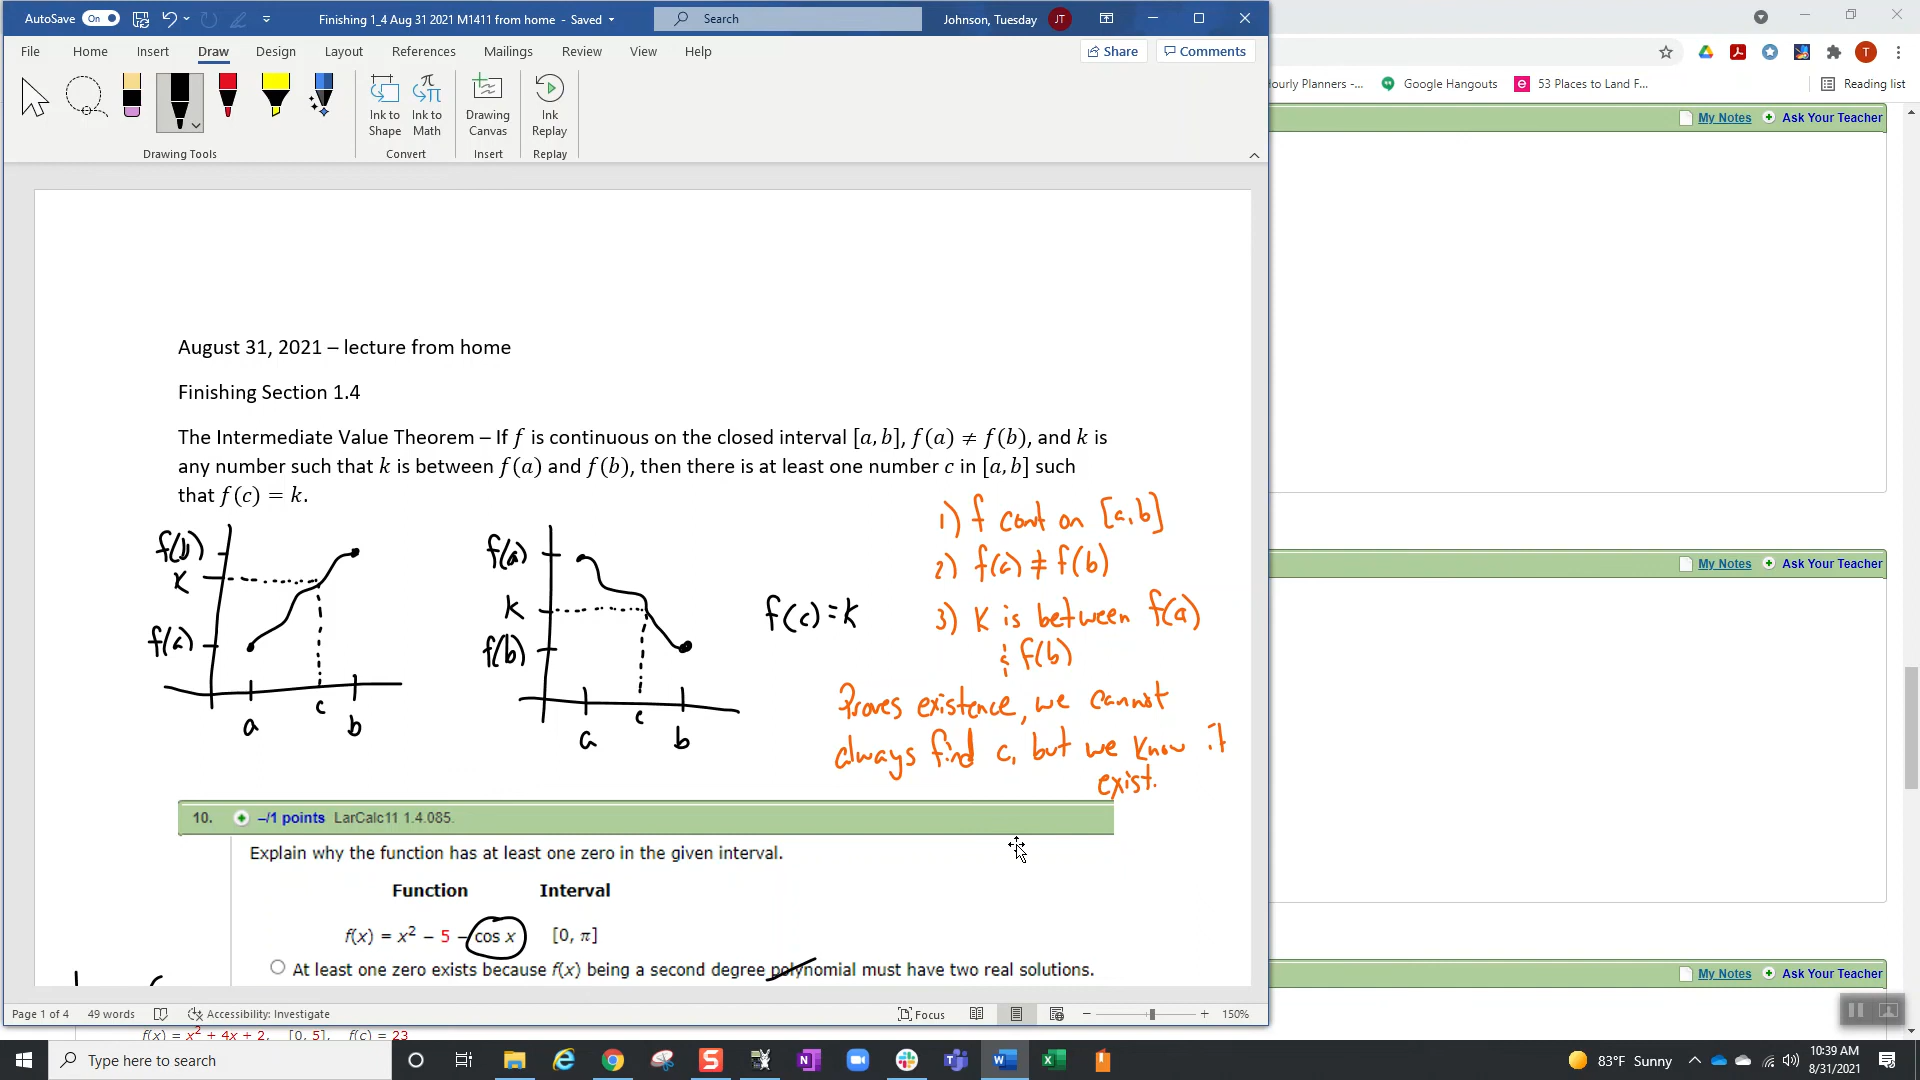 AutoSave On Finishing 1_4 Aug 31 2021 M1411 from home - Saved Search Johnson, Tuesday JT
File Home Insert Draw Design Layout References Mailings Review View Help Share Comments
Ink to Shape
Ink to Math
Drawing Canvas
Ink Replay
Drawing Tools Convert Insert Replay
T
ourly Planners -... Google Hangouts 53 Places to Land F... Reading list
My Notes Ask Your Teacher
August 31, 2021 – lecture from home
Finishing Section 1.4
The Intermediate Value Theorem – If f is continuous on the closed interval [a, b], f(a) ≠ f(b), and k is
any number such that k is between f(a) and f(b), then there is at least one number c in [a, b] such
that f(c) = k.
f(b)
K
f(a)
a
c
b
f(a)
K
f(b)
a
c
b
f(c)=K
1) f cont on [a,b]
2) f(a) ≠ f(b)
3) K is between f(a)
& f(b)
Proves existence, we cannot
always find c, but we know it
exist.
My Notes Ask Your Teacher
10. –/1 points LarCalc11 1.4.085.
Explain why the function has at least one zero in the given interval.
Function Interval
f(x) = x² − 5 − cos x [0, π]
At least one zero exists because f(x) being a second degree polynomial must have two real solutions.
My Notes Ask Your Teacher
Page 1 of 4 49 words Accessibility: Investigate Focus 150%
f(x) = x² + 4x + 2, [0, 5], f(c) = 23
Type here to search
83°F Sunny
10:39 AM
8/31/2021